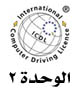 International
ICDL
Computer Driving Licence
الوحدة ٢